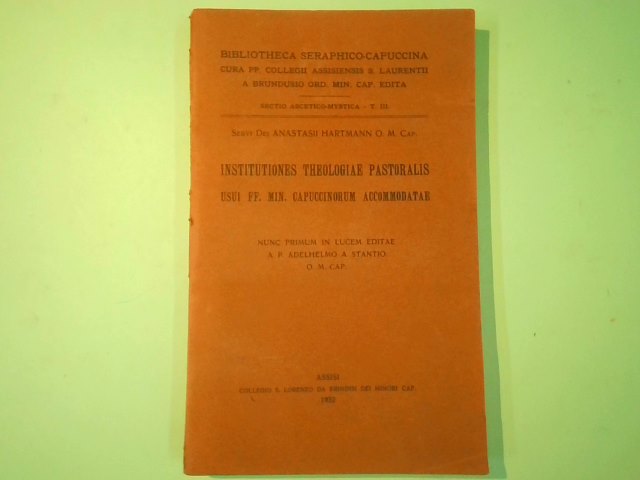 BIBLIOTHECA SERAPHICO-CAPUCCINA
CURA PP. COLLEGII ASSISIENSIS S. LAURENTII
A BRUNDUSIO ORD. MIN. CAP. EDITA
SECTIO ASCETICO-MYSTICA - T. III.
SERVI DEI ANASTASII HARTMANN O. M. CAP.
INSTITUTIONES THEOLOGIAE PASTORALIS
USUI FF. MIN. CAPUCCINORUM ACCOMMODATAE
NUNC PRIMUM IN LUCEM EDITAE
A P. ADELHELMO A STANTIO
O. M. CAP.
ASSISI
COLLEGIO S. LORENZO DA BRINDISI DEI MINORI CAP.
1932